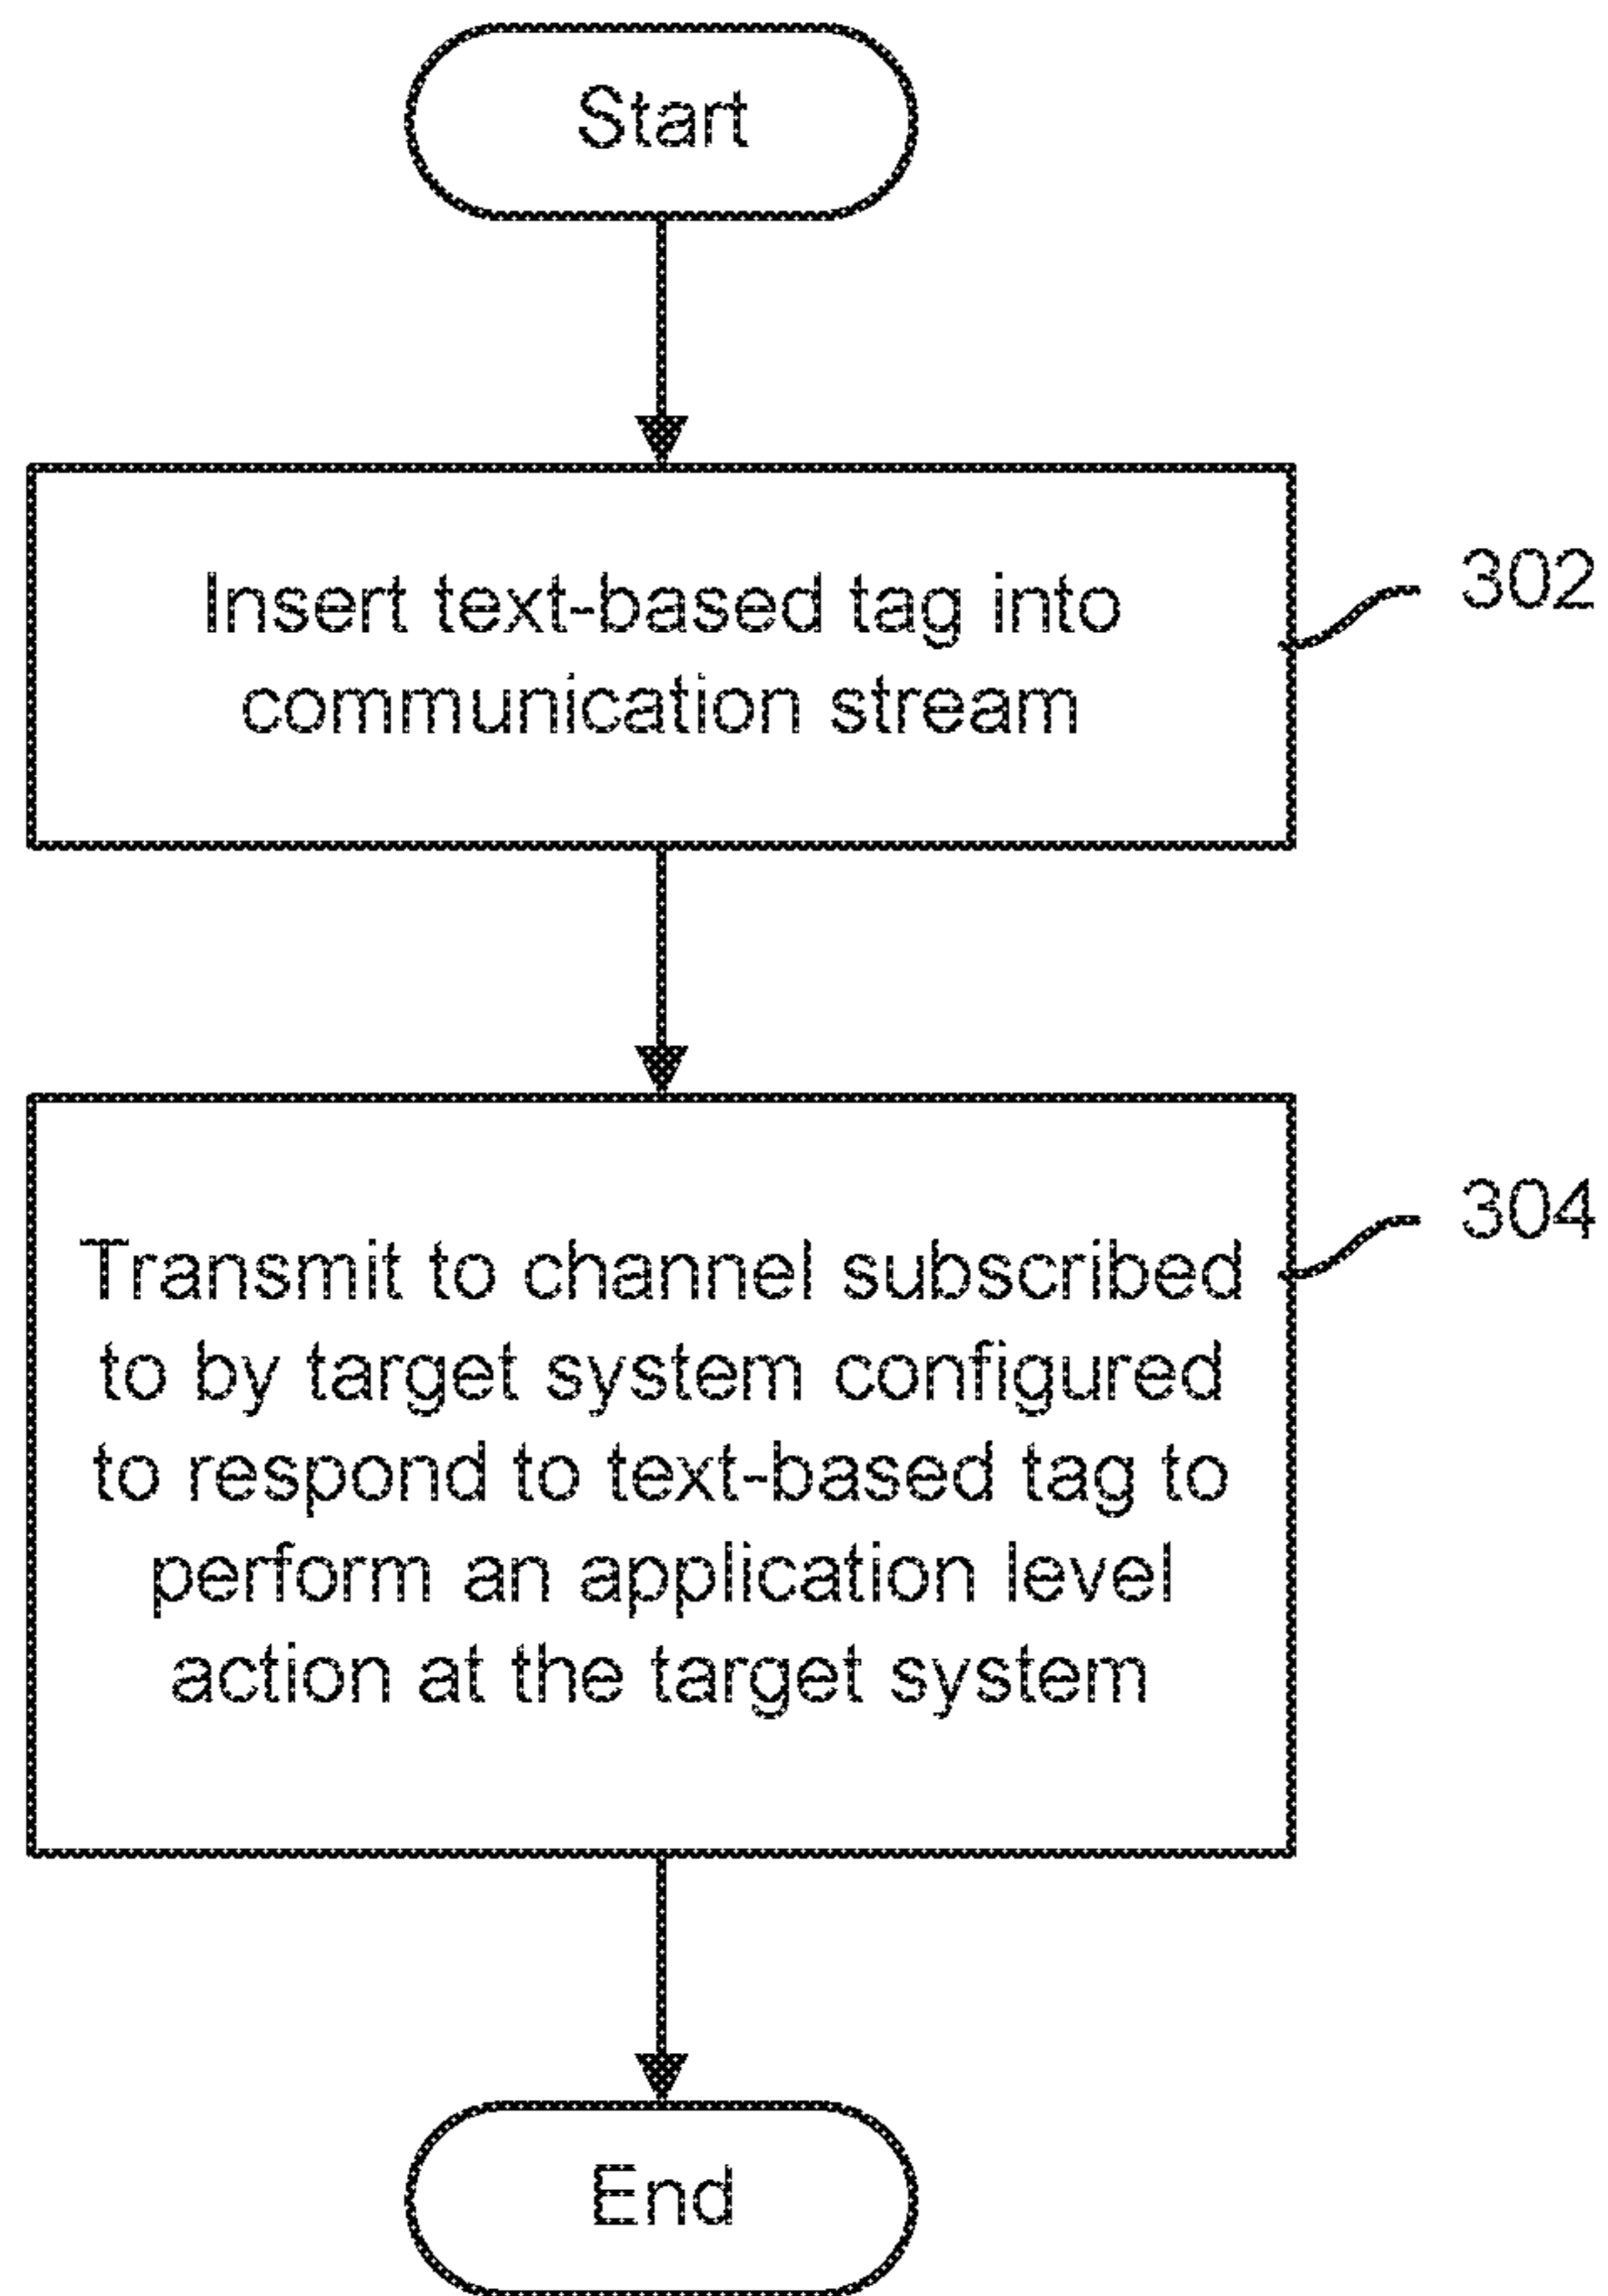 Start
Insert text-based tag into
communication stream
302
Transmit to channel subscribed
to by target system configured
to respond to text-based tag to
perform an application level
action at the target system
304
End